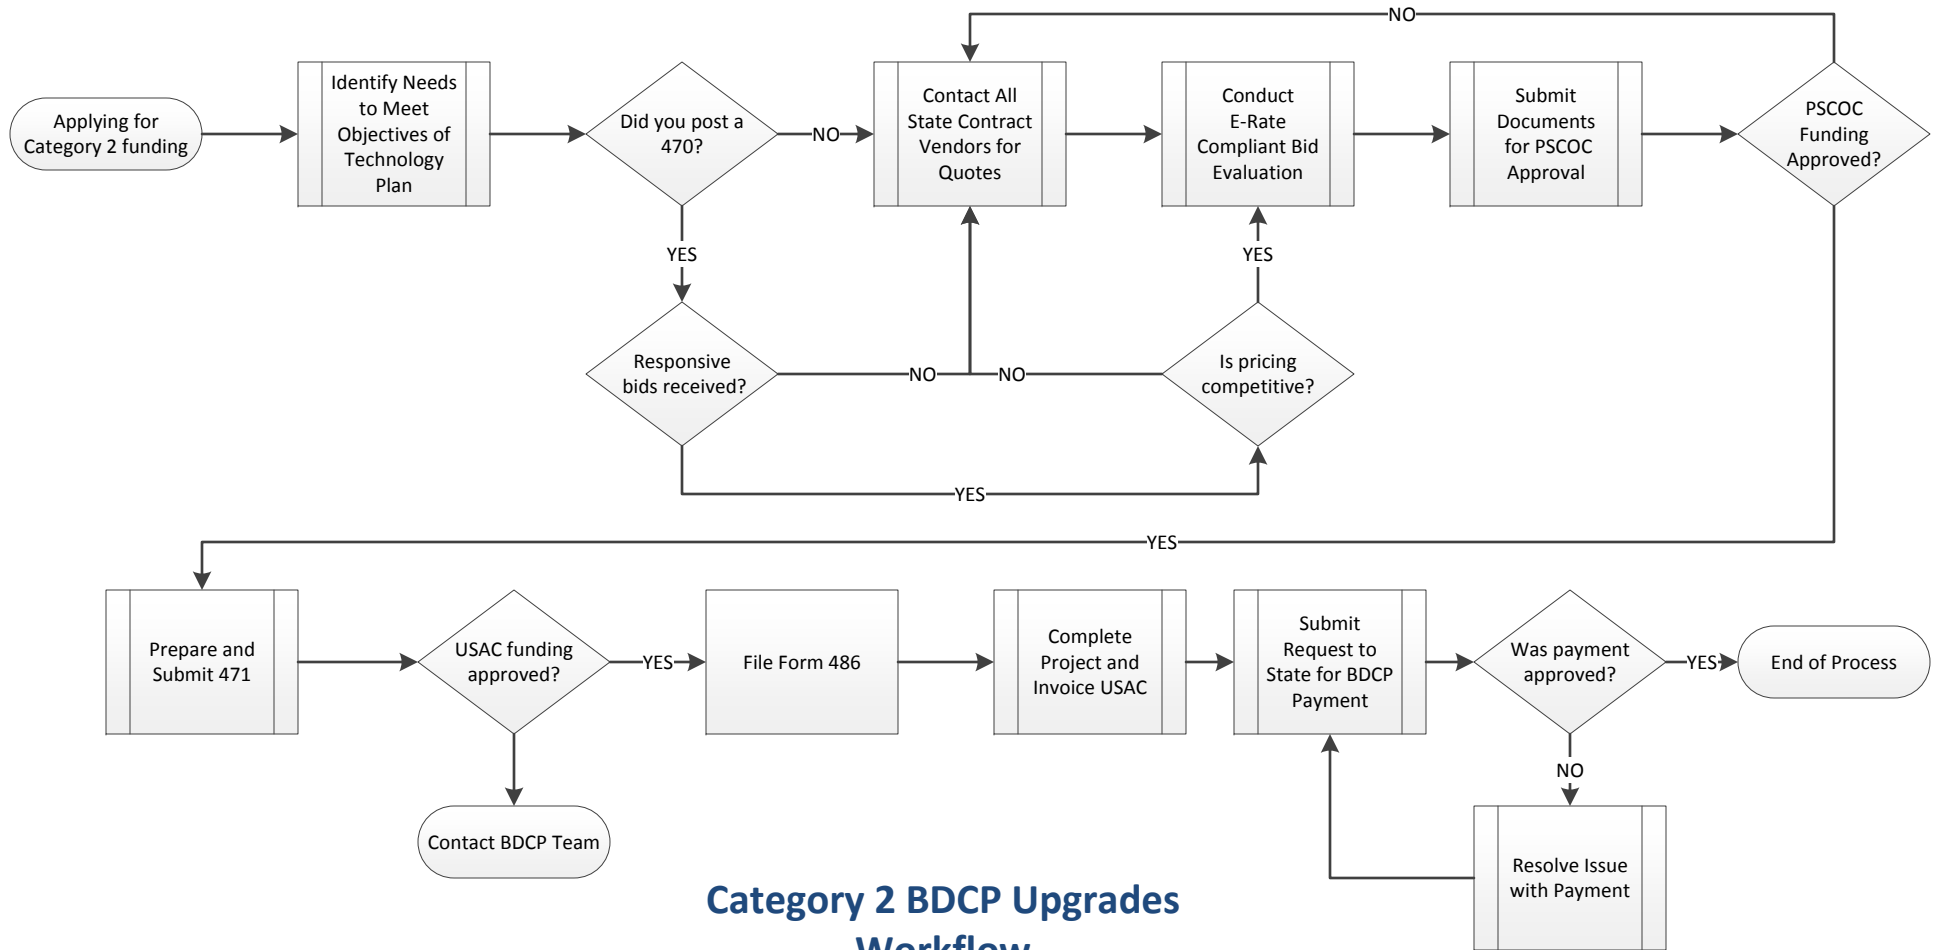 NO
Applying for
Category 2 funding
Identify Needs
to Meet
Objectives of
Technology
Plan
Did you post a
470?
NO
Contact All
State Contract
Vendors for
Quotes
Conduct
E-Rate
Compliant Bid
Evaluation
Submit
Documents
for PSCOC
Approval
PSCOC
Funding
Approved?
YES
YES
Responsive
bids received?
NO
NO
Is pricing
competitive?
YES
YES
Prepare and
Submit 471
USAC funding
approved?
YES
File Form 486
Complete
Project and
Invoice USAC
Submit
Request to
State for BDCP
Payment
Was payment
approved?
YES
End of Process
NO
Contact BDCP Team
Resolve Issue
with Payment
Category 2 BDCP Upgrades
Workflow